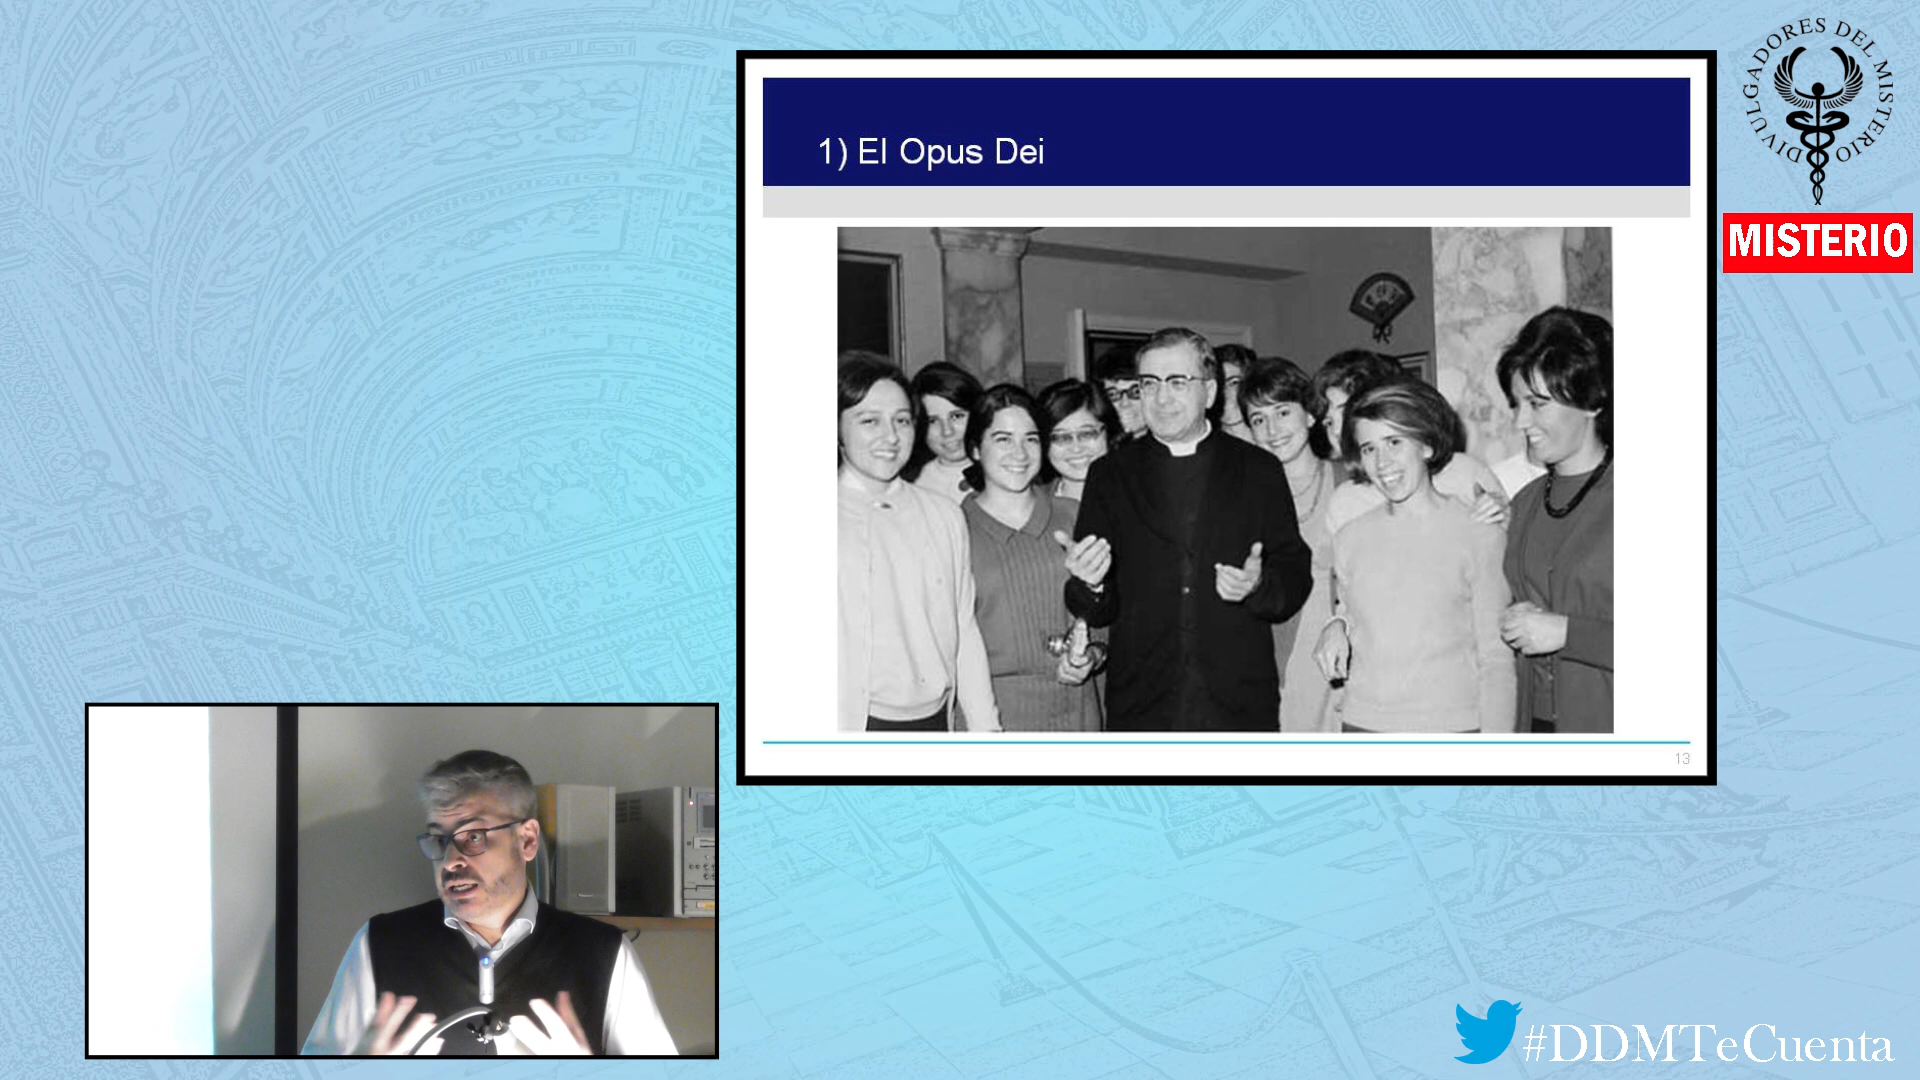 1) El Opus Dei
13
DIVULGADORES DEL MISTERIO
MISTERIO
#DDMTeCuenta